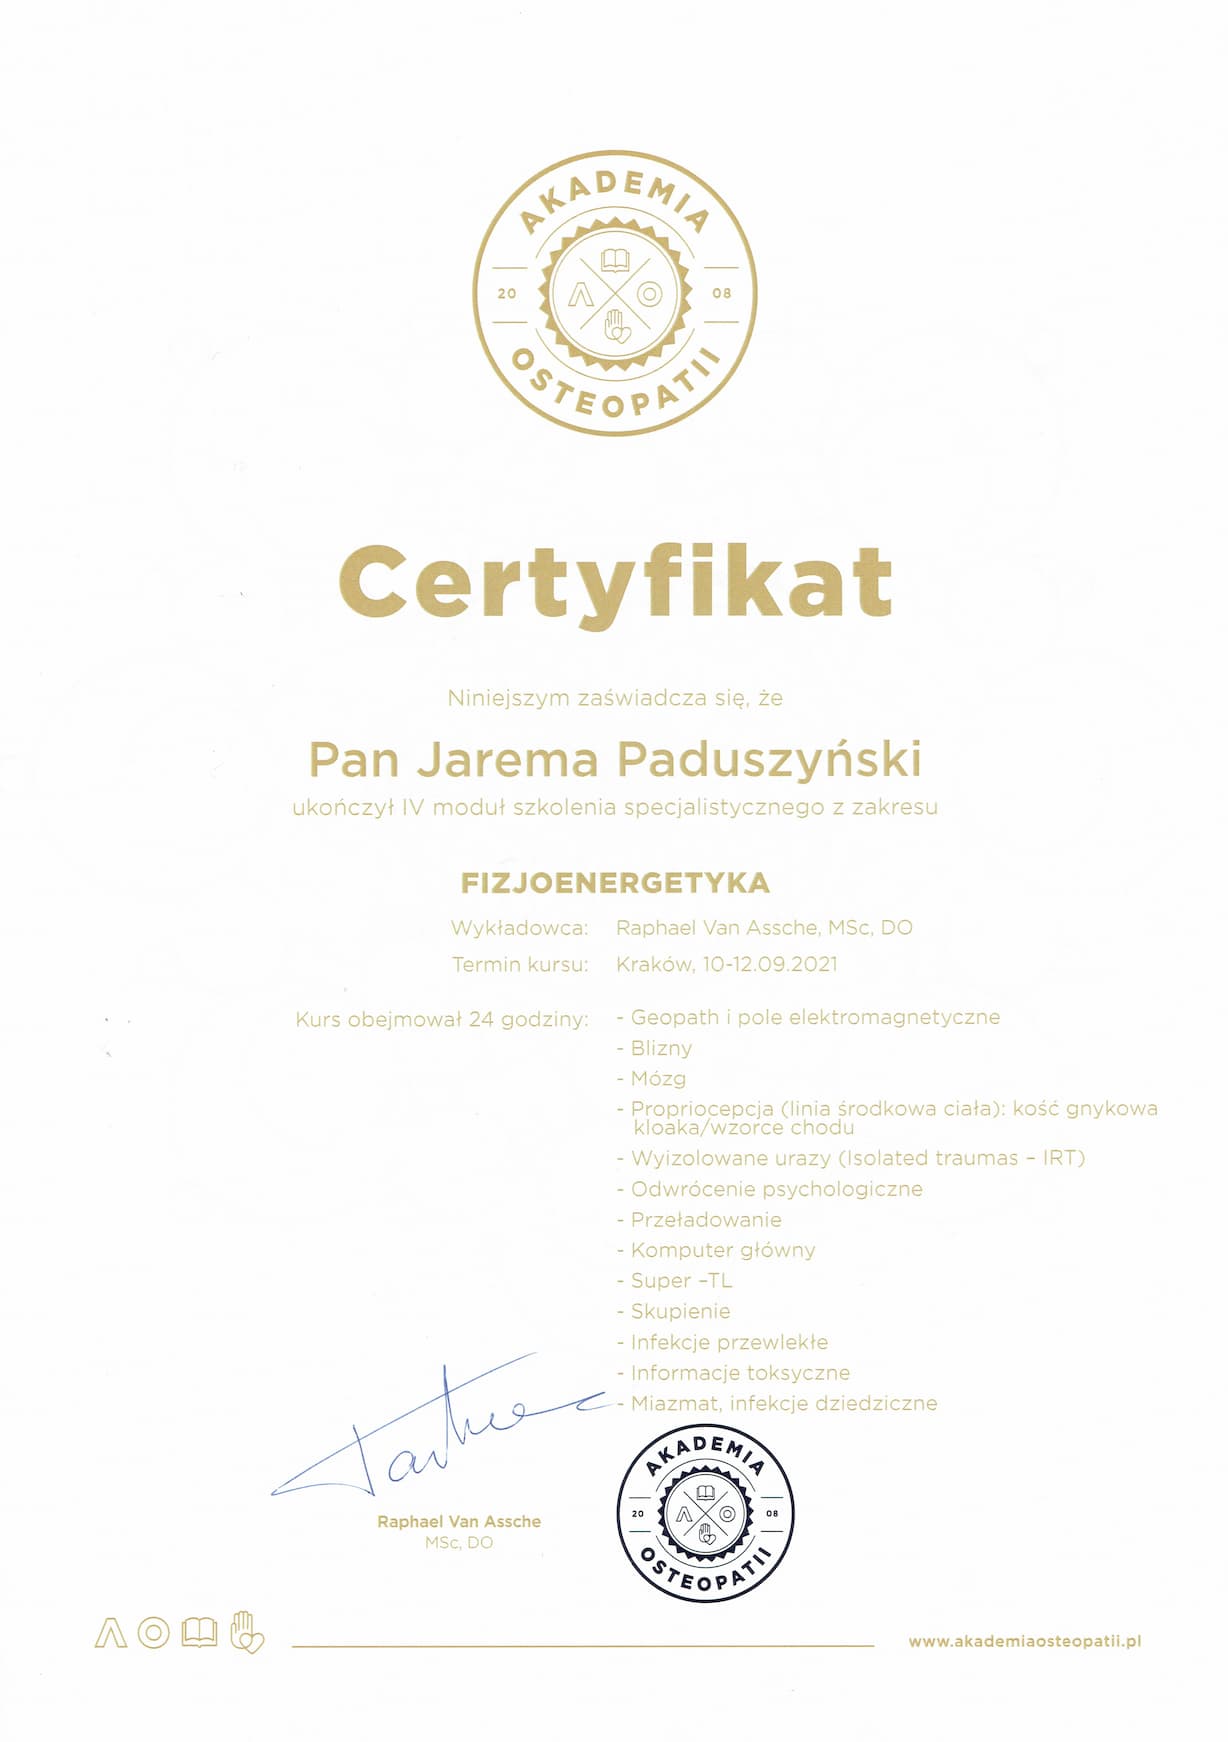 AKADEMIA
20 08
OSTEOPATII
Certyfikat
Niniejszym zaświadcza się, że
Pan Jarema Paduszyński
ukończył IV moduł szkolenia specjalistycznego z zakresu
FIZJOENERGETYKA
Wykładowca: Raphael Van Assche, MSc, DO
Termin kursu: Kraków, 10-12.09.2021
Kurs obejmował 24 godziny: - Geopath i pole elektromagnetyczne
- Blizny
- Mózg
- Propriocepcja (linia środkowa ciała): kość gnykowa
kloaka/wzorce chodu
- Wyizolowane urazy (Isolated traumas – IRT)
- Odwrócenie psychologiczne
- Przeładowanie
- Komputer główny
- Super –TL
- Skupienie
- Infekcje przewlekłe
- Informacje toksyczne
- Miazmat, infekcje dziedziczne
AKADEMIA
20 08
OSTEOPATII
Raphael Van Assche
MSc, DO
www.akademiaosteopatii.pl